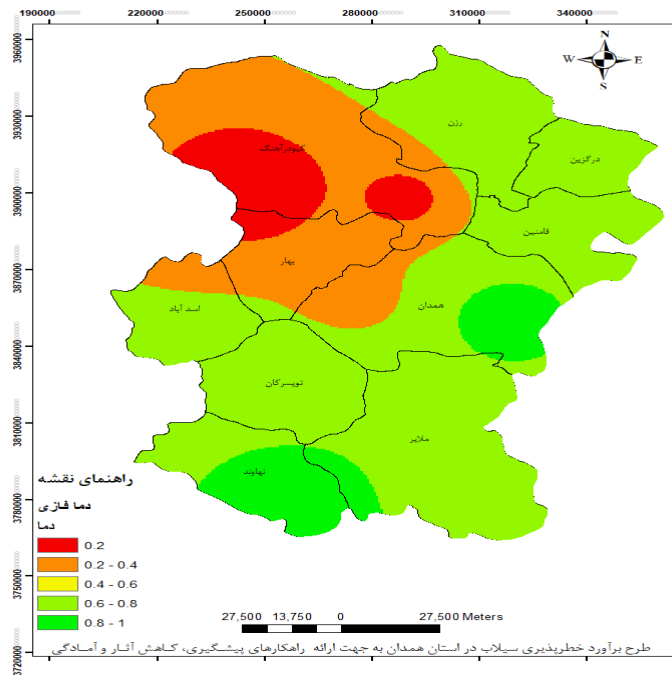 190000 220000 250000 280000 310000 340000
N
W E
S
3960000
3930000
3900000
3870000
3840000
3810000
3780000
3750000
3720000
رزن
درگزین
کبودرآهنگ
فامنین
بهار
همدان
اسد آباد
تویسرکان
ملایر
نهاوند
راهنمای نقشه
دما فازی
دما
0.2
0.2 - 0.4
0.4 - 0.6
0.6 - 0.8
0.8 - 1
27,500 13,750 0 27,500 Meters
طرح برآورد خطرپذیری سیلاب در استان همدان به جهت ارائه راهکارهای پیشگیری، کاهش آثار و آمادگی